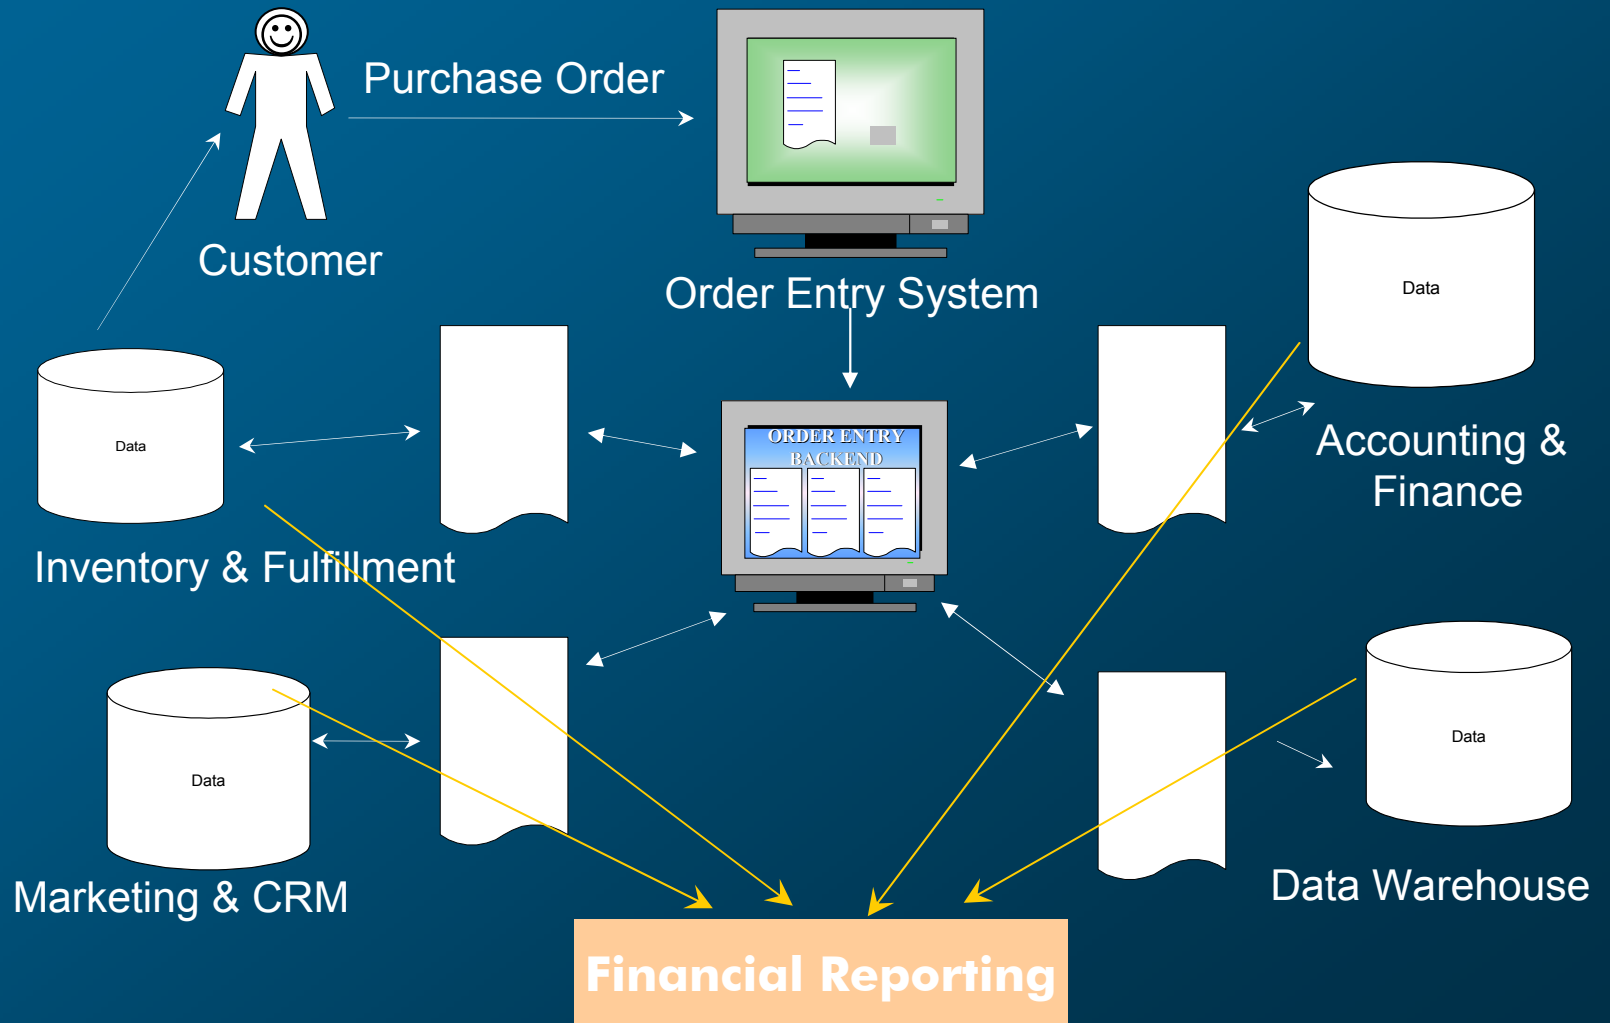 Purchase Order
Customer
Order Entry System
Data
Data
ORDER ENTRY
BACKEND
Accounting &
Finance
Inventory & Fulfillment
Data
Data
Marketing & CRM
Data Warehouse
Financial Reporting